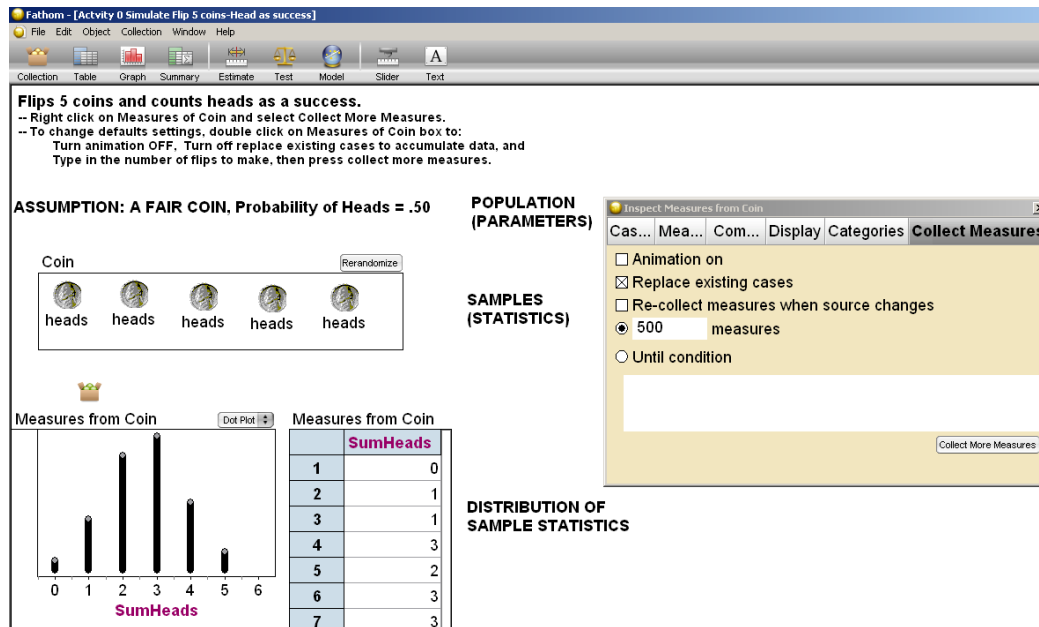 Fathom - [Actvity 0 Simulate Flip 5 coins-Head as success]
File Edit Object Collection Window Help
Collection Table Graph Summary Estimate Test Model Slider Text
A
Flips 5 coins and counts heads as a success.
-- Right click on Measures of Coin and select Collect More Measures.
-- To change defaults settings, double click on Measures of Coin box to:
Turn animation OFF, Turn off replace existing cases to accumulate data, and
Type in the number of flips to make, then press collect more measures.
ASSUMPTION: A FAIR COIN, Probability of Heads = .50
POPULATION
(PARAMETERS)
Inspect Measures from Coin
Cas... Mea... Com... Display Categories Collect Measures
Animation on
Replace existing cases
Re-collect measures when source changes
500 measures
Until condition
Collect More Measures
Coin
Rerandomize
heads heads heads heads heads
SAMPLES
(STATISTICS)
Measures from Coin
Dot Plot
0 1 2 3 4 5 6
SumHeads
Measures from Coin
SumHeads
1 0
2 1
3 1
4 3
5 2
6 3
7 3
DISTRIBUTION OF
SAMPLE STATISTICS